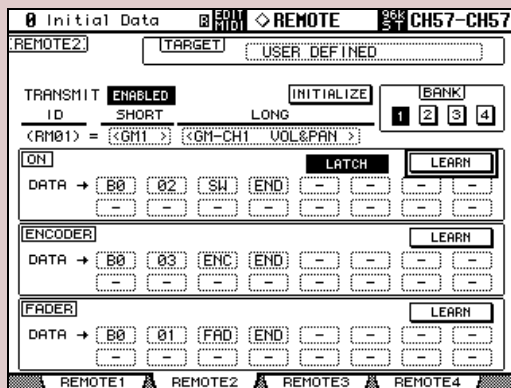 0 Initial Data B EDIT MIDI ◇REMOTE 96k ST CH57-CH57
REMOTE2 TARGET USER DEFINED
TRANSMIT ENABLED INITIALIZE BANK
ID SHORT LONG 1 2 3 4
(RM01) = <GM1 > <GM-CH1 VOL&PAN >
ON LATCH LEARN
DATA → B0 02 SW END - - - -
- - - - - - - -
ENCODER LEARN
DATA → B0 03 ENC END - - - -
- - - - - - - -
FADER LEARN
DATA → B0 01 FAD END - - - -
- - - - - - - -
REMOTE1 REMOTE2 REMOTE3 REMOTE4